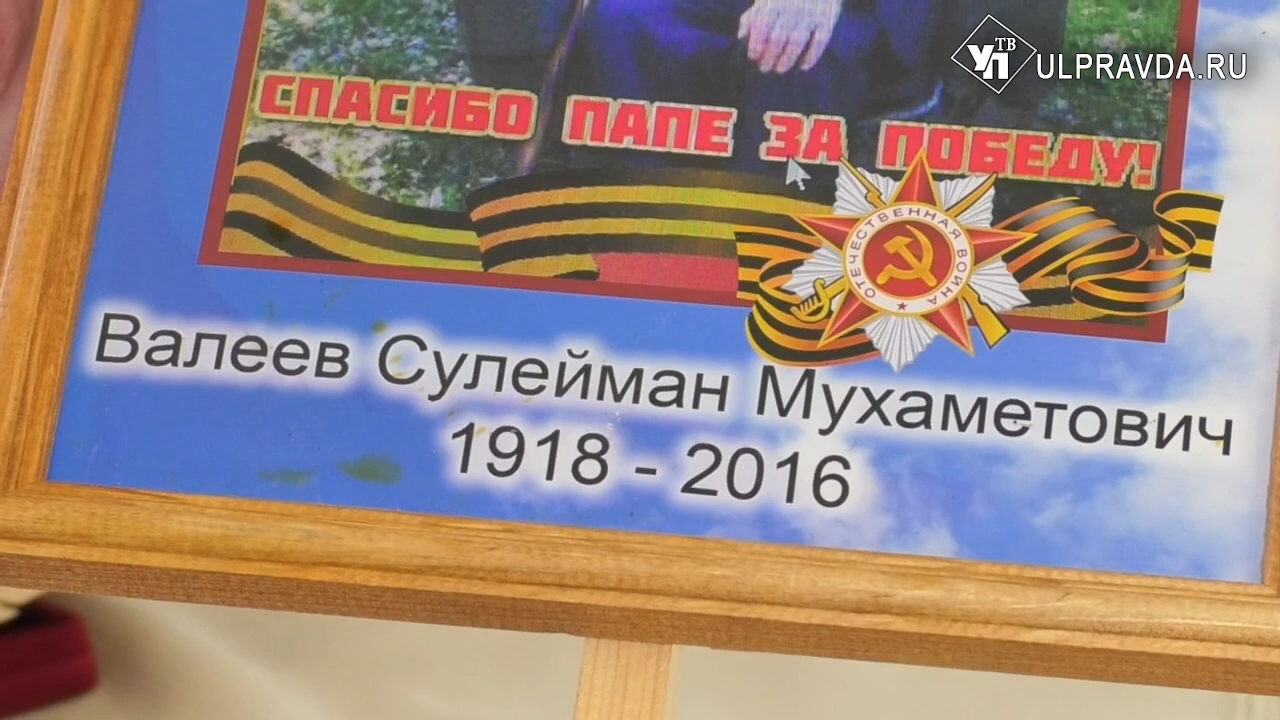 УП ТВ ULPRAVDA.RU
СПАСИБО ПАПЕ ЗА ПОБЕДУ!
ОТЕЧЕСТВЕННАЯ ВОЙНА
Валеев Сулейман Мухаметович
1918 - 2016